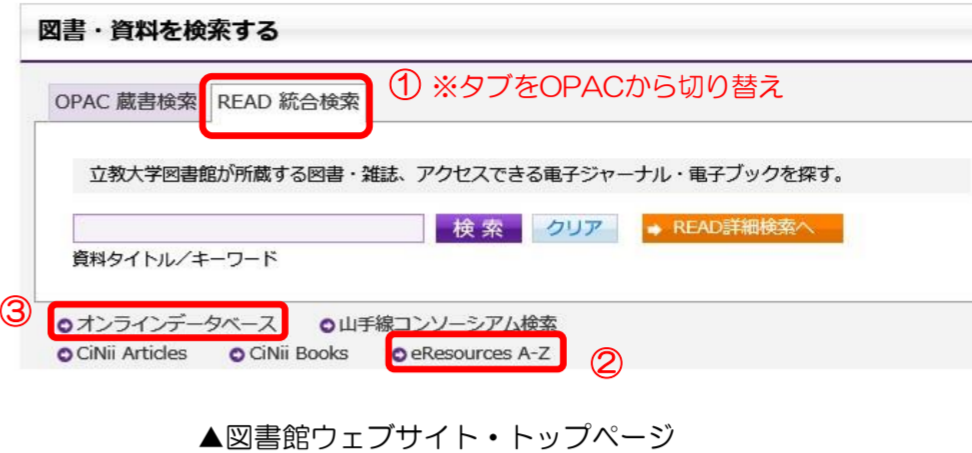 図書・資料を検索する
① ※タブをOPACから切り替え
OPAC 蔵書検索 READ 統合検索
立教大学図書館が所蔵する図書・雑誌、アクセスできる電子ジャーナル・電子ブックを探す。
検 索 クリア READ詳細検索へ
資料タイトル/キーワード
③ オンラインデータベース 山手線コンソーシアム検索
CiNii Articles CiNii Books eResources A-Z ②
▲図書館ウェブサイト・トップページ